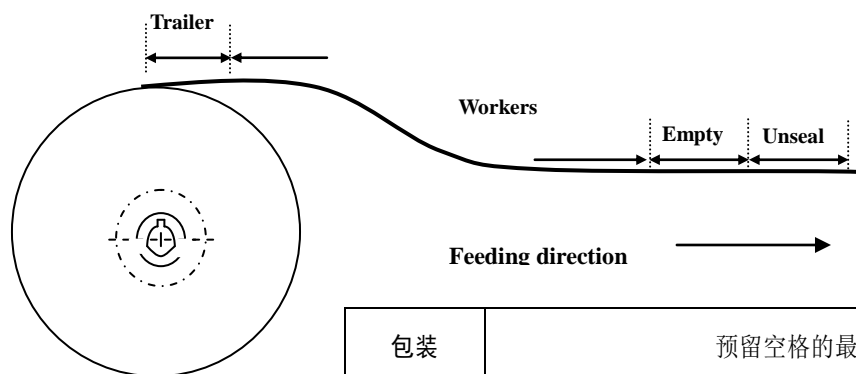 Trailer
Workers
Empty Unseal
Feeding direction
包装 预留空格的最